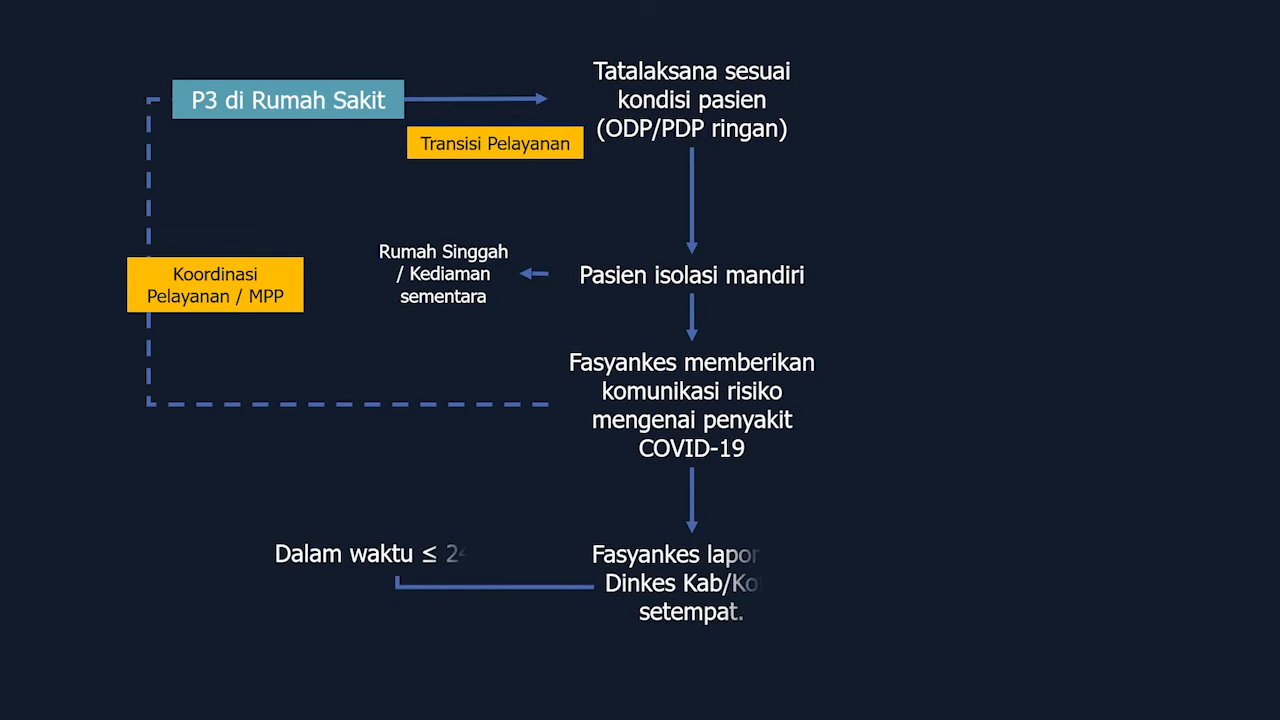 P3 di Rumah Sakit
Tatalaksana sesuai
kondisi pasien
(ODP/PDP ringan)
Transisi Pelayanan
Koordinasi
Pelayanan / MPP
Rumah Singgah
/ Kediaman
sementara
Pasien isolasi mandiri
Fasyankes memberikan
komunikasi risiko
mengenai penyakit
COVID-19
Dalam waktu ≤
Fasyankes
Dinkes
setempat.